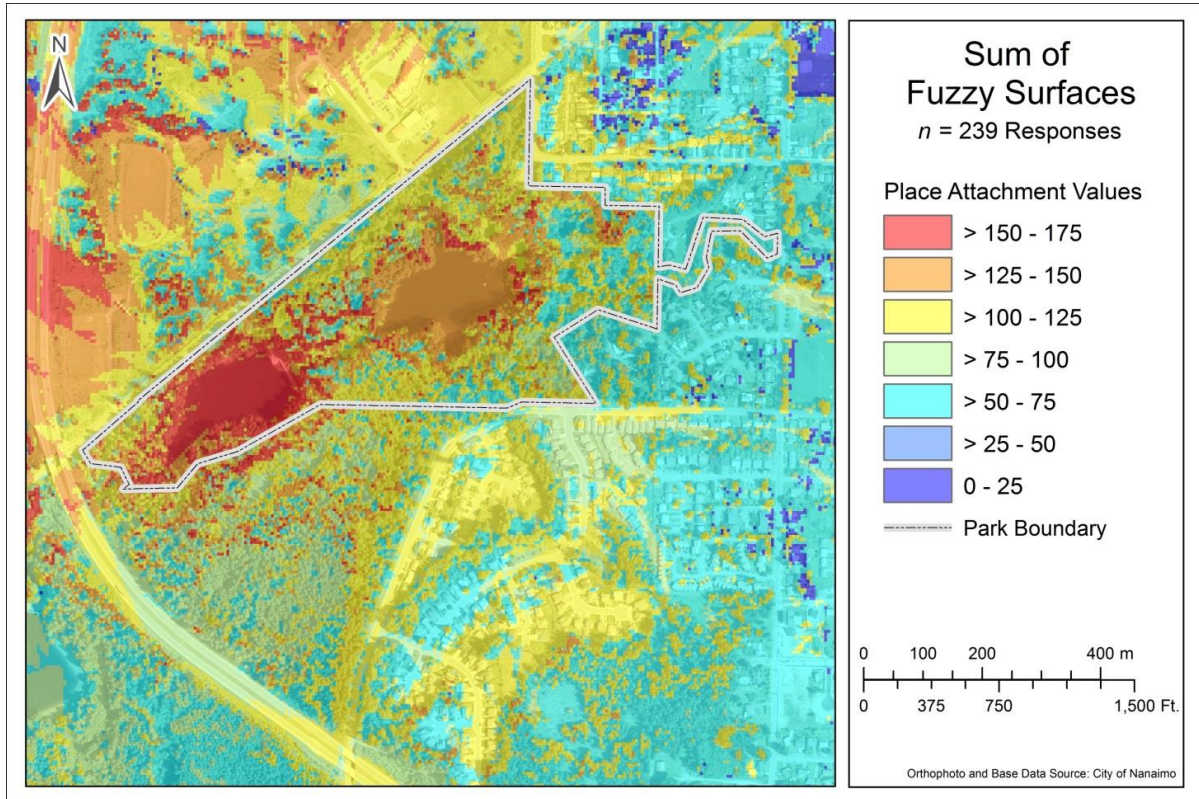 N
Sum of
Fuzzy Surfaces
n = 239 Responses
Place Attachment Values
> 150 - 175
> 125 - 150
> 100 - 125
> 75 - 100
> 50 - 75
> 25 - 50
0 - 25
Park Boundary
0 100 200 400 m
0 375 750 1,500 Ft.
Orthophoto and Base Data Source: City of Nanaimo